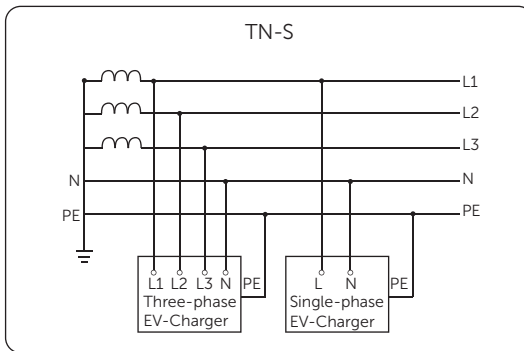 TN-S
L1
L2
L3
N N
PE PE
L1 L2 L3 N PE L N PE
Three-phase Single-phase
EV-Charger EV-Charger